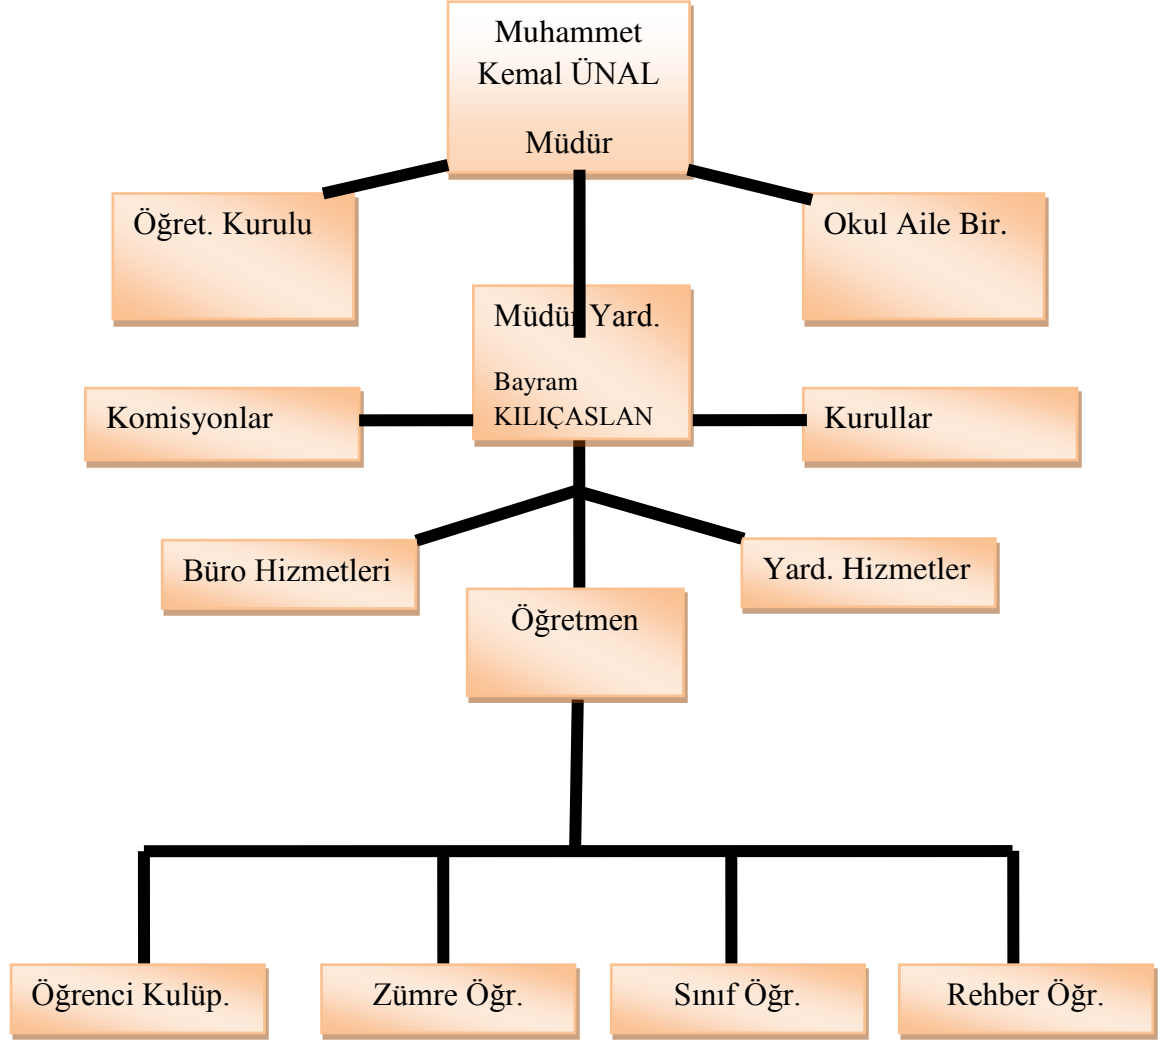 Muhammet
Kemal ÜNAL
Müdür
Öğret. Kurulu
Okul Aile Bir.
Müdür Yard.
Bayram
KILIÇASLAN
Komisyonlar
Kurullar
Büro Hizmetleri
Yard. Hizmetler
Öğretmen
Öğrenci Kulüp.
Zümre Öğr.
Sınıf Öğr.
Rehber Öğr.